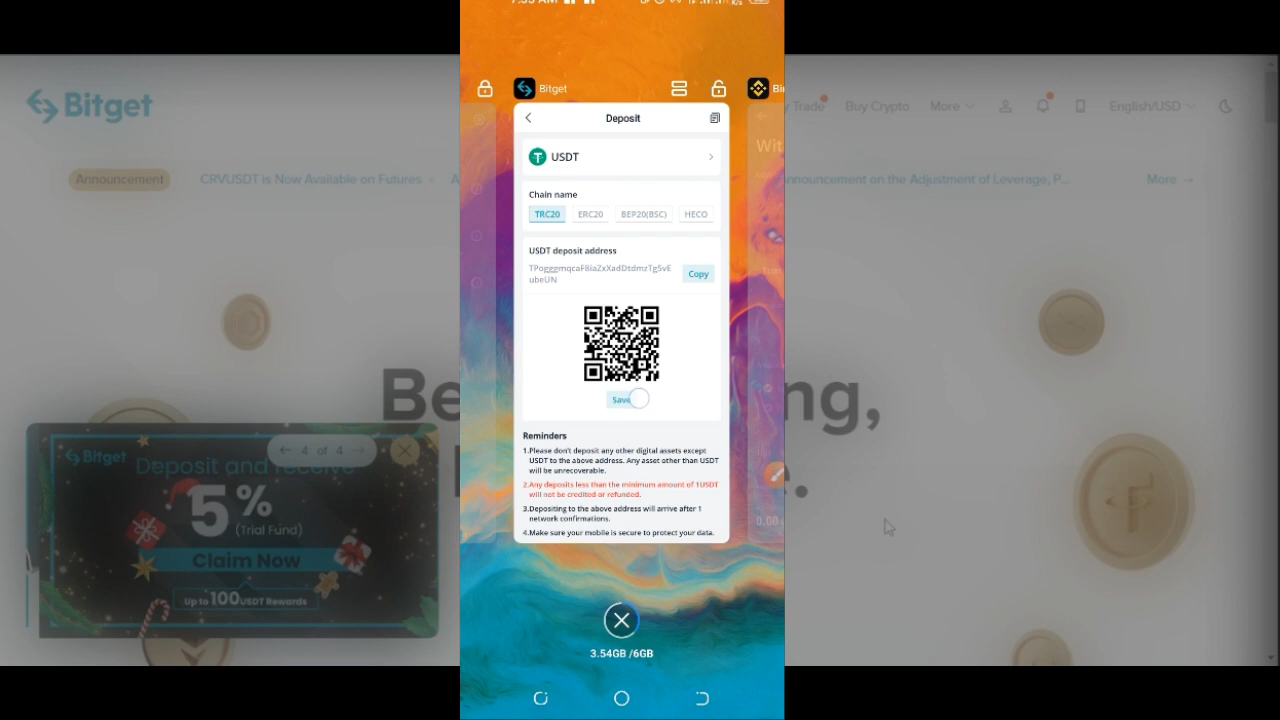 Bitget
Bitget
Deposit
y Trade
Buy Crypto
More
English/USD
Announcement
CRVUSDT is Now Available on Futures
nnouncement on the Adjustment of Leverage, P...
More →
USDT
Chain name
TRC20
ERC20
BEP20(BSC)
HECO
USDT deposit address
Copy
Save
Be
ng,
Reminders
1.Please don't deposit any other digital assets except
USDT to the above address. Any asset other than USDT
will be unrecoverable.
2.Any deposits less than the minimum amount of 1USDT
will not be credited or refunded.
3.Depositing to the above address will arrive after 1
network confirmations.
4.Make sure your mobile is secure to protect your data.
Bitget
Deposit and receive
← 4 of 4 →
5%
(Trial Fund)
Claim Now
Up to 100USDT Rewards
3.54GB /6GB